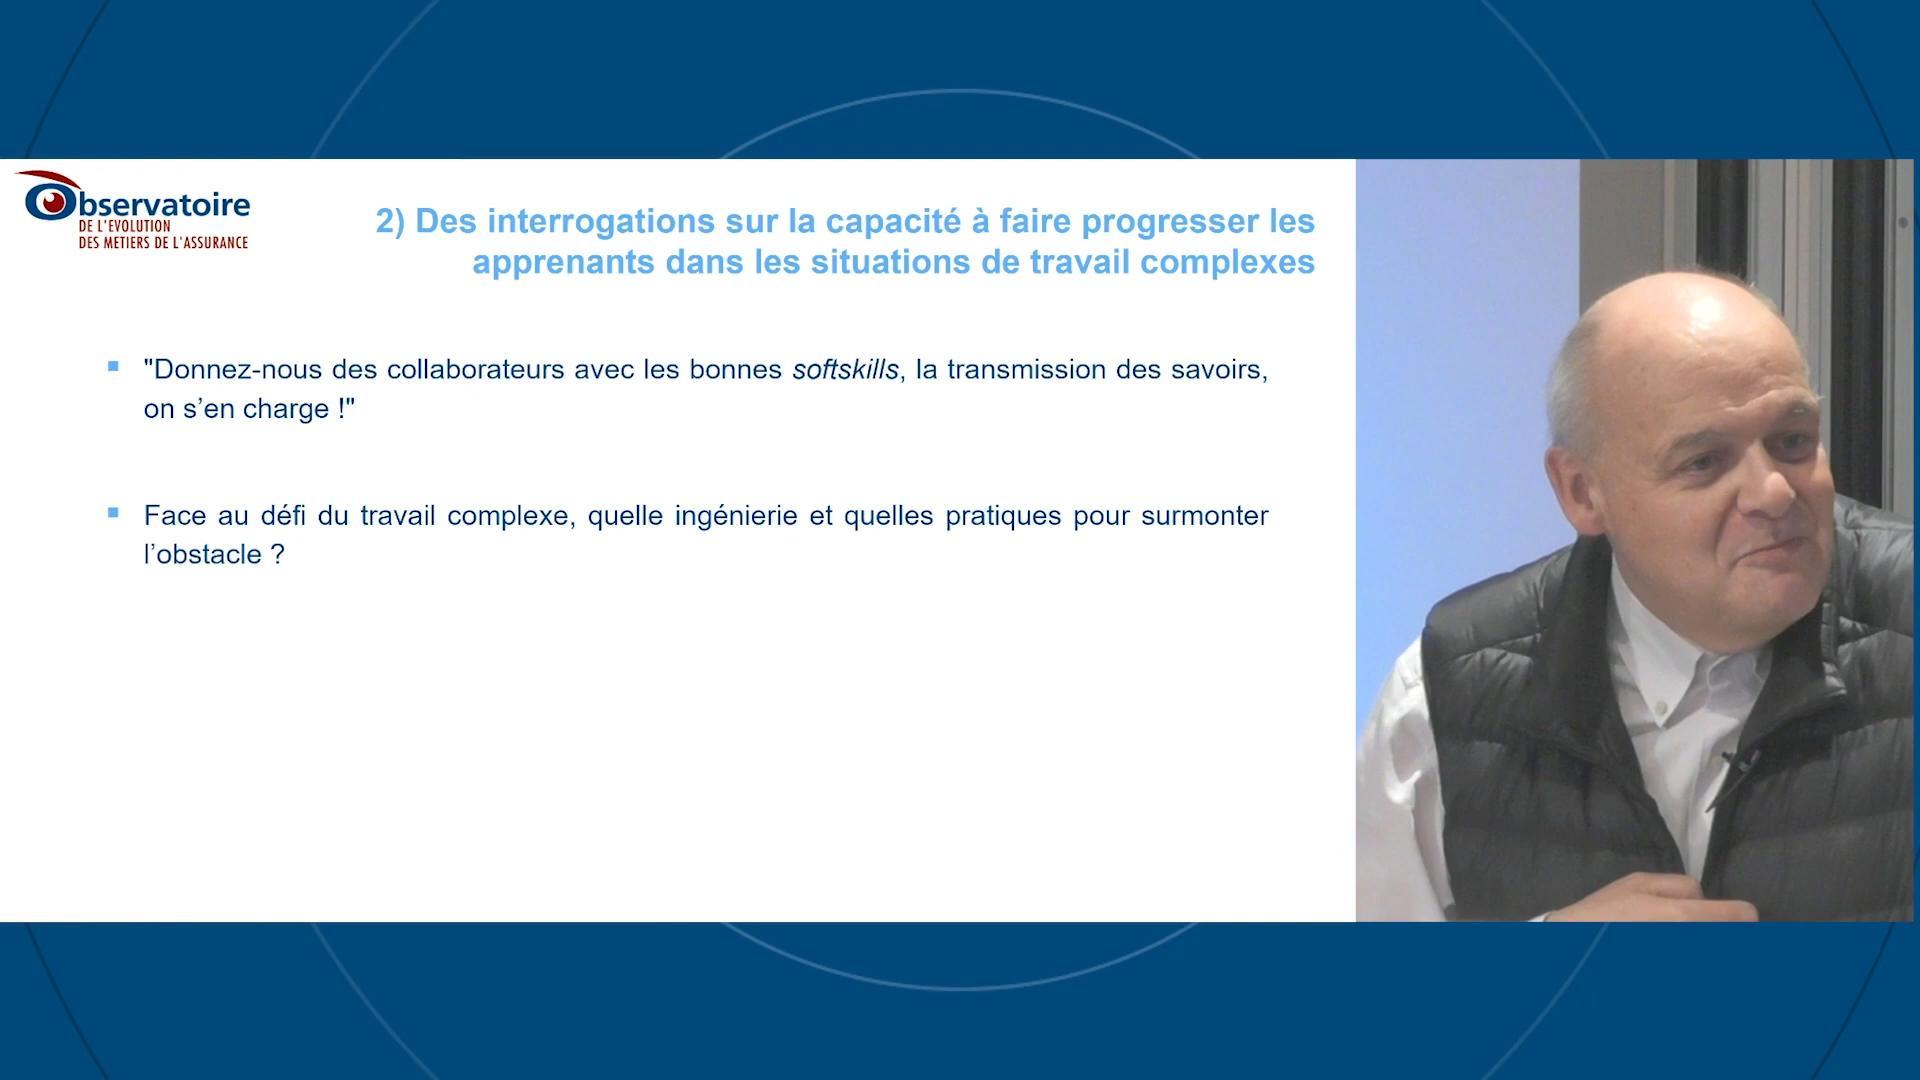 Observatoire
DE L'EVOLUTION
DES METIERS DE L'ASSURANCE
2) Des interrogations sur la capacité à faire progresser les
apprenants dans les situations de travail complexes
"Donnez-nous des collaborateurs avec les bonnes softskills, la transmission des savoirs,
on s’en charge !"
Face au défi du travail complexe, quelle ingénierie et quelles pratiques pour surmonter
l’obstacle ?